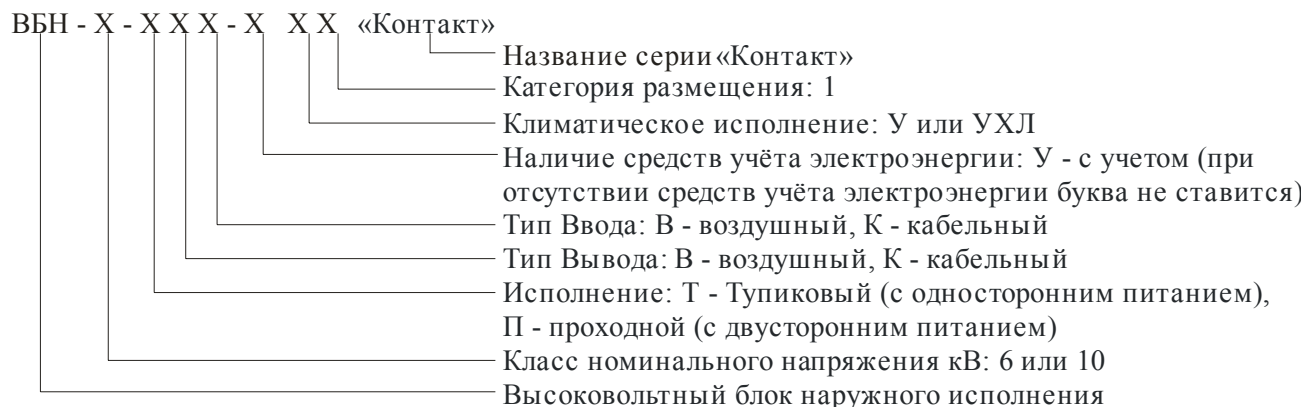 ВБН - Х - Х Х Х - Х Х Х «Контакт»
Название серии «Контакт»
Категория размещения: 1
Климатическое исполнение: У или УХЛ
Наличие средств учёта электроэнергии: У - с учетом (при
отсутствии средств учёта электроэнергии буква не ставится)
Тип Ввода: В - воздушный, К - кабельный
Тип Вывода: В - воздушный, К - кабельный
Исполнение: Т - Тупиковый (с односторонним питанием),
П - проходной (с двусторонним питанием)
Класс номинального напряжения кВ: 6 или 10
Высоковольтный блок наружного исполнения